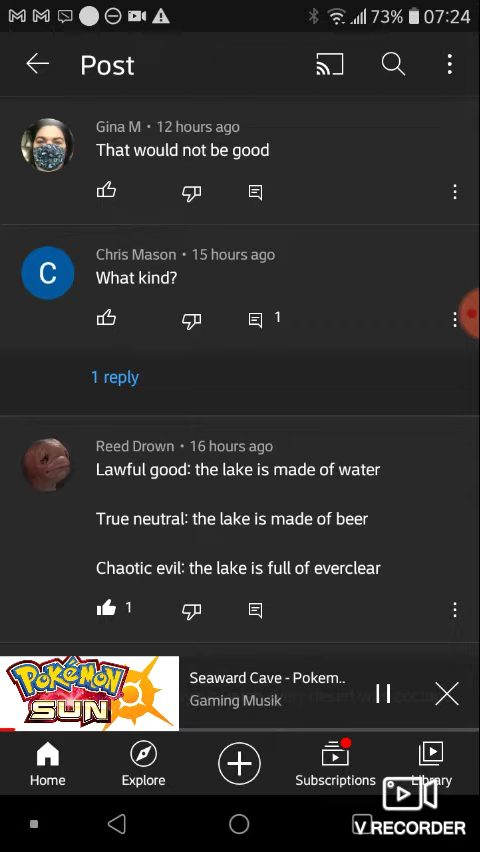 73% 07:24
Post
Gina M • 12 hours ago
That would not be good
Chris Mason • 15 hours ago
C
What kind?
1
1 reply
Reed Drown • 16 hours ago
Lawful good: the lake is made of water
True neutral: the lake is made of beer
Chaotic evil: the lake is full of everclear
1
POKéMON
SUN
Seaward Cave - Pokem..
Gaming Musik
Home
Explore
Subscriptions
Library
V RECORDER